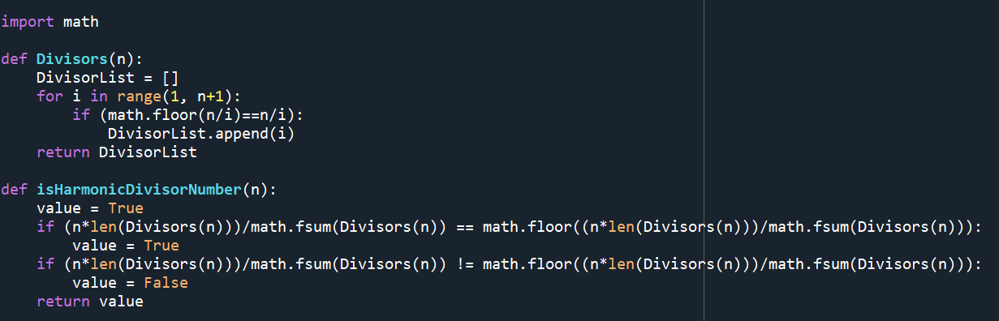 import math
def Divisors(n):
    DivisorList = []
    for i in range(1, n+1):
        if (math.floor(n/i)==n/i):
            DivisorList.append(i)
    return DivisorList
def isHarmonicDivisorNumber(n):
    value = True
    if (n*len(Divisors(n)))/math.fsum(Divisors(n)) == math.floor((n*len(Divisors(n)))/math.fsum(Divisors(n))):
        value = True
    if (n*len(Divisors(n)))/math.fsum(Divisors(n)) != math.floor((n*len(Divisors(n)))/math.fsum(Divisors(n))):
        value = False
    return value